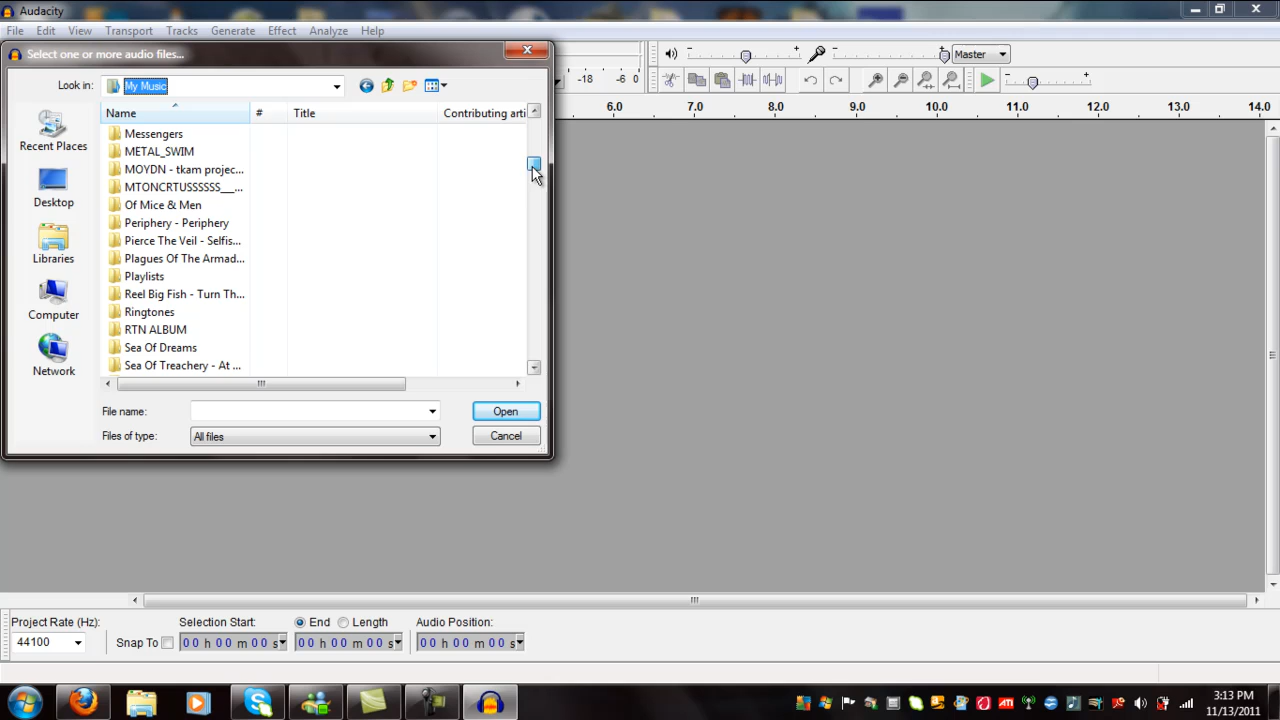 Audacity
File Edit View Transport Tracks Generate Effect Analyze Help
Select one or more audio files...
Master
-18 -6 0
Look in: My Music
6.0 7.0 8.0 9.0 10.0 11.0 12.0 13.0 14.0
Name # Title Contributing arti
Recent Places
Desktop
Libraries
Computer
Network
Messengers
METAL_SWIM
MOYDN - tkam projec...
MTONCRTUSSSSSS___...
Of Mice & Men
Periphery - Periphery
Pierce The Veil - Selfis...
Plagues Of The Armad...
Playlists
Reel Big Fish - Turn Th...
Ringtones
RTN ALBUM
Sea Of Dreams
Sea Of Treachery - At ...
File name: Open
Files of type: All files Cancel
Project Rate (Hz): Selection Start: End Length Audio Position:
44100 Snap To 00 h 00 m 00 s 00 h 00 m 00 s 00 h 00 m 00 s
3:13 PM
11/13/2011